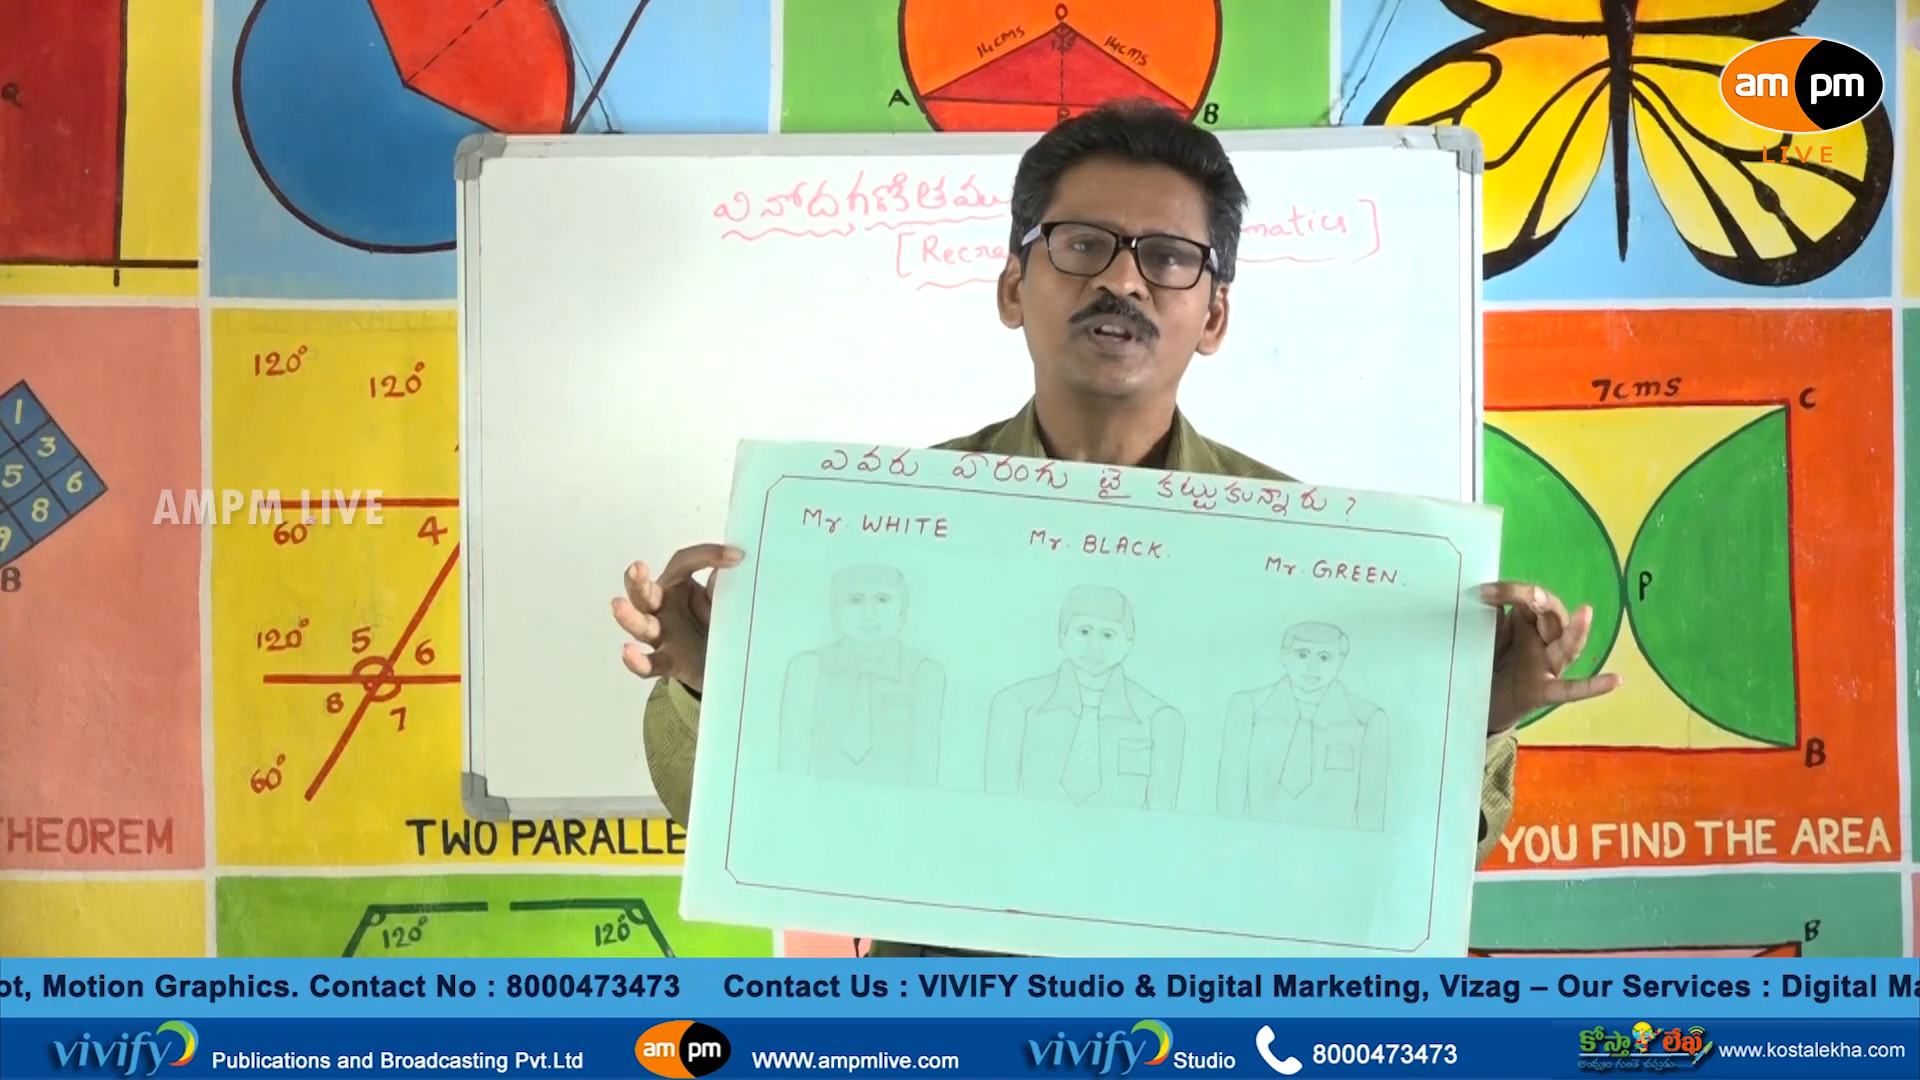 14cms
14cms
O
A
B
am pm
LIVE
వినోదగణితము
[Recre matics]
ఎవరు ఏరంగు టై కట్టుకున్నారు ?
Mr. WHITE
Mr. BLACK.
Mr. GREEN.
120°
120°
AMPM LIVE
60°
4
120°
5
6
8
7
60°
1
3
5
6
8
9
B
THEOREM
TWO PARALLE
7cms
C
P
B
YOU FIND THE AREA
120°
120°
B
ot, Motion Graphics. Contact No : 8000473473 Contact Us : VIVIFY Studio & Digital Marketing, Vizag – Our Services : Digital Ma
vivify Publications and Broadcasting Pvt.Ltd
am pm www.ampmlive.com
vivify Studio
8000473473
కోస్తా లేఖ
www.kostalekha.com